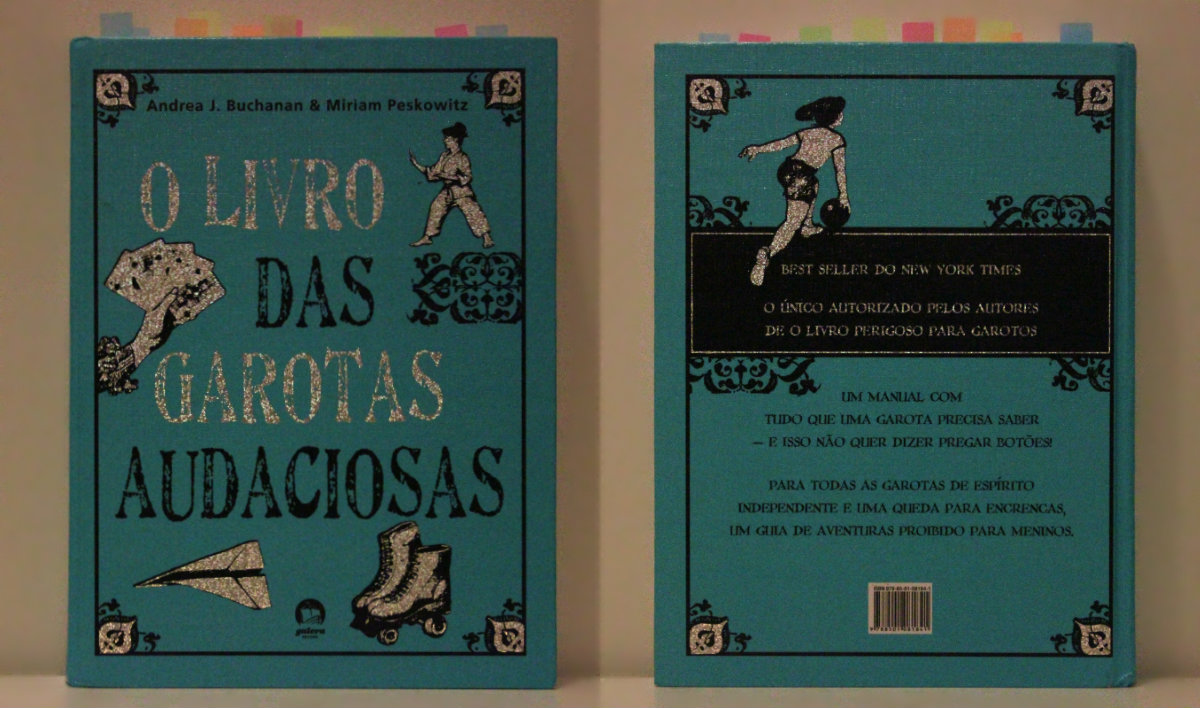 Andrea J. Buchanan & Miriam Peskowitz
O LIVRO
DAS
GAROTAS
AUDACIOSAS
galera
BEST SELLER DO NEW YORK TIMES
O ÚNICO AUTORIZADO PELOS AUTORES
DE O LIVRO PERIGOSO PARA GAROTOS
UM MANUAL COM
TUDO QUE UMA GAROTA PRECISA SABER
– E ISSO NÃO QUER DIZER PREGAR BOTÕES!
PARA TODAS AS GAROTAS DE ESPÍRITO
INDEPENDENTE E UMA QUEDA PARA ENCRENCAS,
UM GUIA DE AVENTURAS PROIBIDO PARA MENINOS.